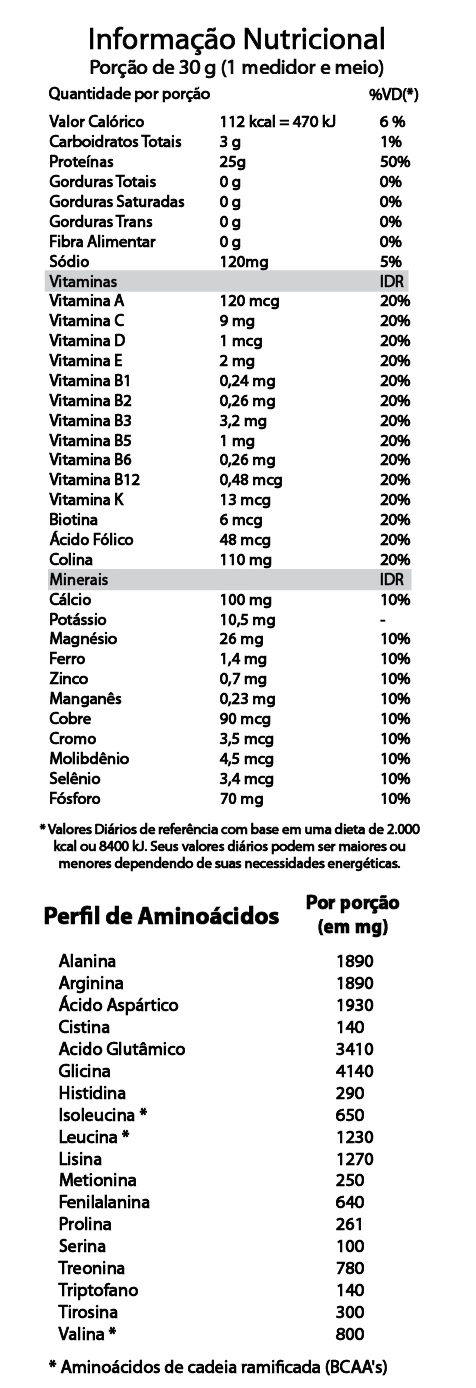 Informação Nutricional
Porção de 30 g (1 medidor e meio)
Quantidade por porção %VD(*)
Valor Calórico 112 kcal = 470 kJ 6 %
Carboidratos Totais 3 g 1%
Proteínas 25g 50%
Gorduras Totais 0 g 0%
Gorduras Saturadas 0 g 0%
Gorduras Trans 0 g 0%
Fibra Alimentar 0 g 0%
Sódio 120mg 5%
Vitaminas IDR
Vitamina A 120 mcg 20%
Vitamina C 9 mg 20%
Vitamina D 1 mcg 20%
Vitamina E 2 mg 20%
Vitamina B1 0,24 mg 20%
Vitamina B2 0,26 mg 20%
Vitamina B3 3,2 mg 20%
Vitamina B5 1 mg 20%
Vitamina B6 0,26 mg 20%
Vitamina B12 0,48 mcg 20%
Vitamina K 13 mcg 20%
Biotina 6 mcg 20%
Ácido Fólico 48 mcg 20%
Colina 110 mg 20%
Minerais IDR
Cálcio 100 mg 10%
Potássio 10,5 mg -
Magnésio 26 mg 10%
Ferro 1,4 mg 10%
Zinco 0,7 mg 10%
Manganês 0,23 mg 10%
Cobre 90 mcg 10%
Cromo 3,5 mcg 10%
Molibdênio 4,5 mcg 10%
Selênio 3,4 mcg 10%
Fósforo 70 mg 10%
* Valores Diários de referência com base em uma dieta de 2.000
kcal ou 8400 kJ. Seus valores diários podem ser maiores ou
menores dependendo de suas necessidades energéticas.
Perfil de Aminoácidos Por porção
(em mg)
Alanina 1890
Arginina 1890
Ácido Aspártico 1930
Cistina 140
Acido Glutâmico 3410
Glicina 4140
Histidina 290
Isoleucina * 650
Leucina * 1230
Lisina 1270
Metionina 250
Fenilalanina 640
Prolina 261
Serina 100
Treonina 780
Triptofano 140
Tirosina 300
Valina * 800
* Aminoácidos de cadeia ramificada (BCAA's)